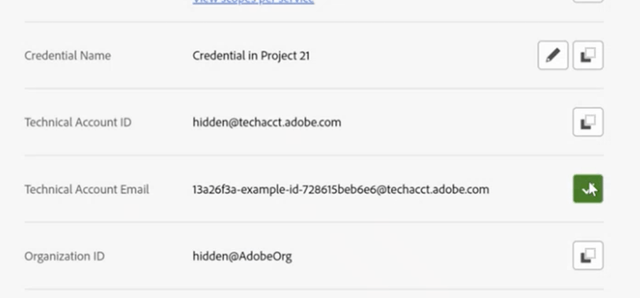 View scopes per service
Credential Name Credential in Project 21
Technical Account ID hidden@techacct.adobe.com
Technical Account Email 13a26f3a-example-id-728615beb6e6@techacct.adobe.com
Organization ID hidden@AdobeOrg